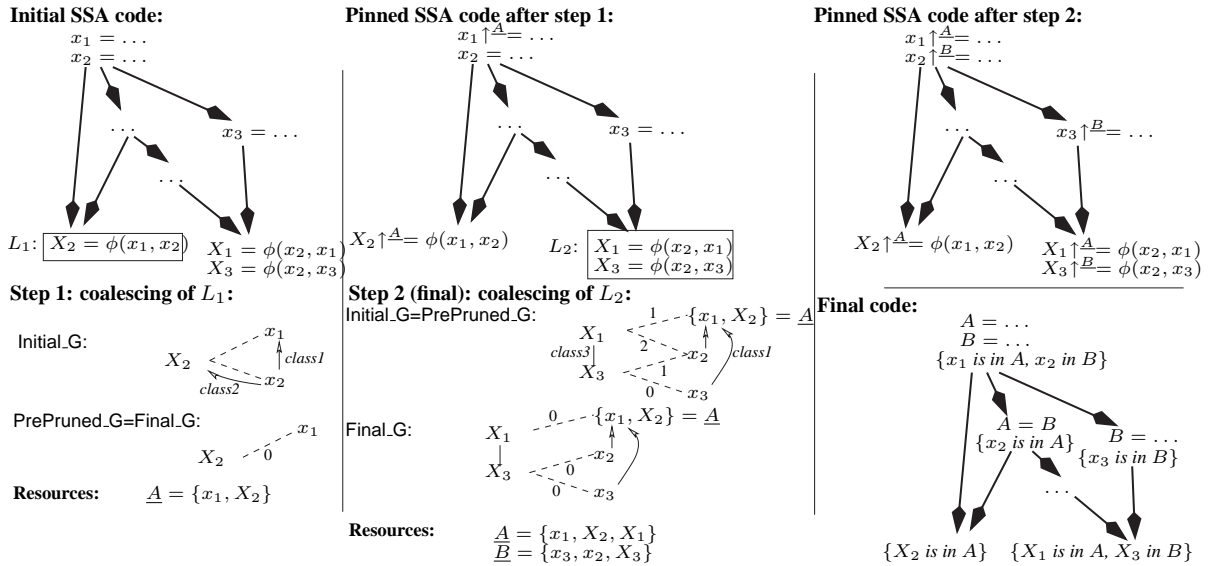 Initial SSA code:
x₁ = . . .
x₂ = . . .
. . .
x₃ = . . .
. . .
L₁: X₂ = ϕ(x₁, x₂)
X₁ = ϕ(x₂, x₁)
X₃ = ϕ(x₂, x₃)
Step 1: coalescing of L₁:
Initial_G:
x₁
X₂
class1
x₂
class2
PrePruned_G=Final_G:
x₁
X₂
0
Resources: A = {x₁, X₂}
Pinned SSA code after step 1:
x₁↑A= . . .
x₂ = . . .
. . .
x₃ = . . .
. . .
X₂↑A= ϕ(x₁, x₂)
L₂: X₁ = ϕ(x₂, x₁)
X₃ = ϕ(x₂, x₃)
Step 2 (final): coalescing of L₂:
Initial_G=PrePruned_G:
1
{x₁, X₂} = A
X₁
2
class3
x₂
class1
X₃
1
0
x₃
Final_G:
0
{x₁, X₂} = A
X₁
x₂
X₃
0
0
x₃
Resources: A = {x₁, X₂, X₁}
B = {x₃, x₂, X₃}
Pinned SSA code after step 2:
x₁↑A= . . .
x₂↑B= . . .
. . .
x₃↑B= . . .
. . .
X₂↑A= ϕ(x₁, x₂)
X₁↑A= ϕ(x₂, x₁)
X₃↑B= ϕ(x₂, x₃)
Final code:
A = . . .
B = . . .
{x₁ is in A, x₂ in B}
A = B
{x₂ is in A}
B = . . .
{x₃ is in B}
. . .
{X₂ is in A}
{X₁ is in A, X₃ in B}